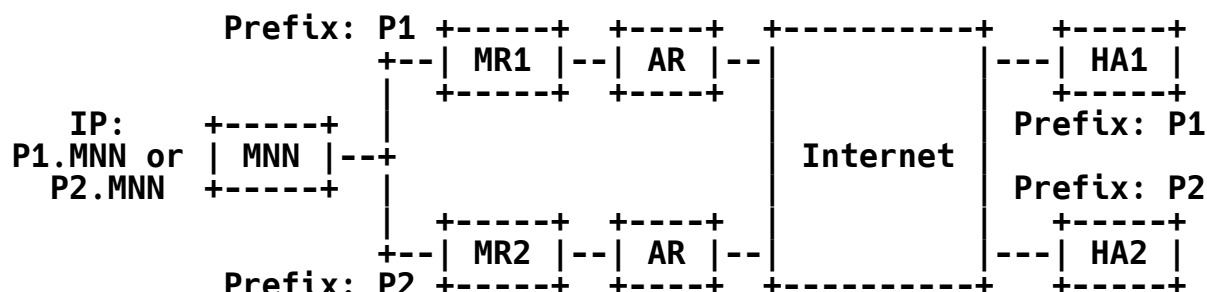 Prefix: P1 +-----+  +----+  +----------+    +-----+
                       +--| MR1 |--| AR |--|          |---| HA1 |
                       |  +-----+  +----+  |          |   +-----+
    IP:     +-----+    |                   |          | Prefix: P1
P1.MNN or | MNN |--+                   | Internet |
  P2.MNN  +-----+    |                   |          | Prefix: P2
                       |  +-----+  +----+  |          |   +-----+
                       +--| MR2 |--| AR |--|          |---| HA2 |
            Prefix: P2 +-----+  +----+  +----------+    +-----+